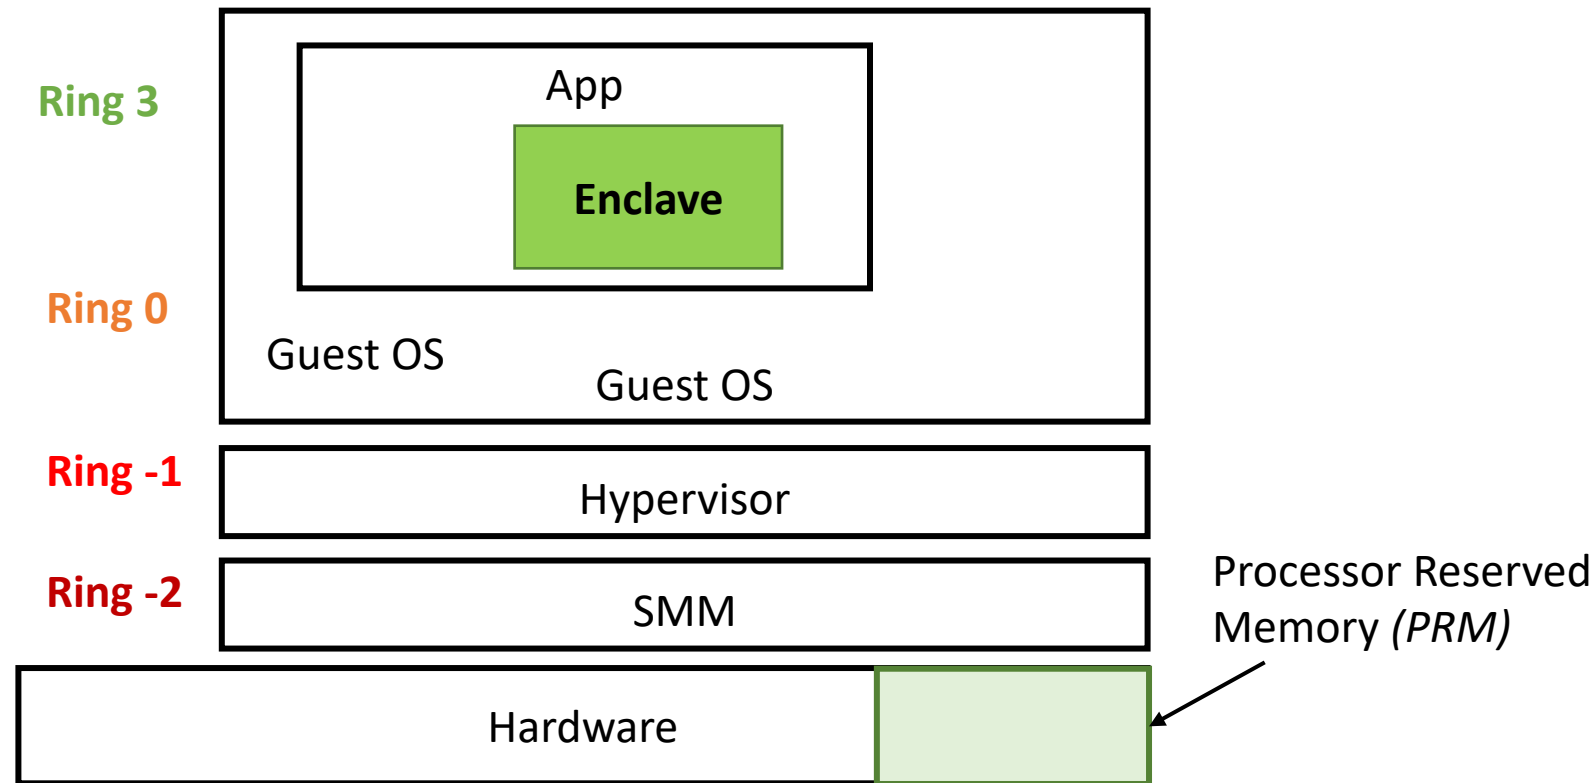 App
Ring 3
Enclave
Ring 0
Guest OS
Guest OS
Ring -1
Hypervisor
Ring -2
SMM
Processor Reserved
Memory (PRM)
Hardware